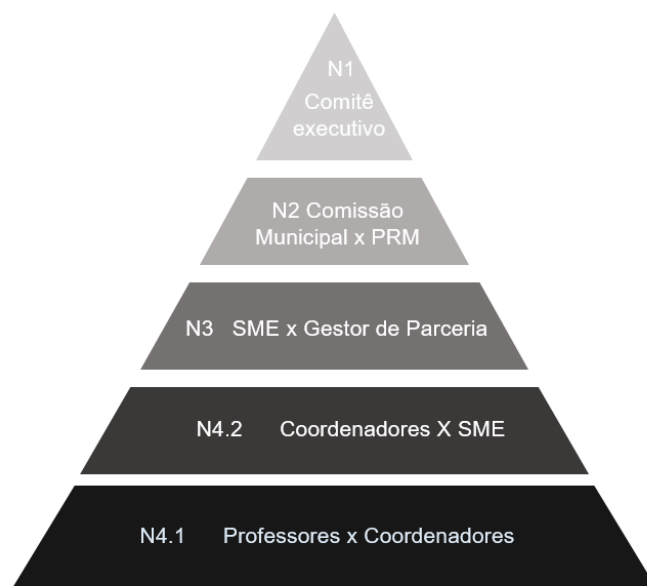 N1
Comitê
executivo
N2 Comissão
Municipal x PRM
N3 SME x Gestor de Parceria
N4.2 Coordenadores X SME
N4.1 Professores x Coordenadores